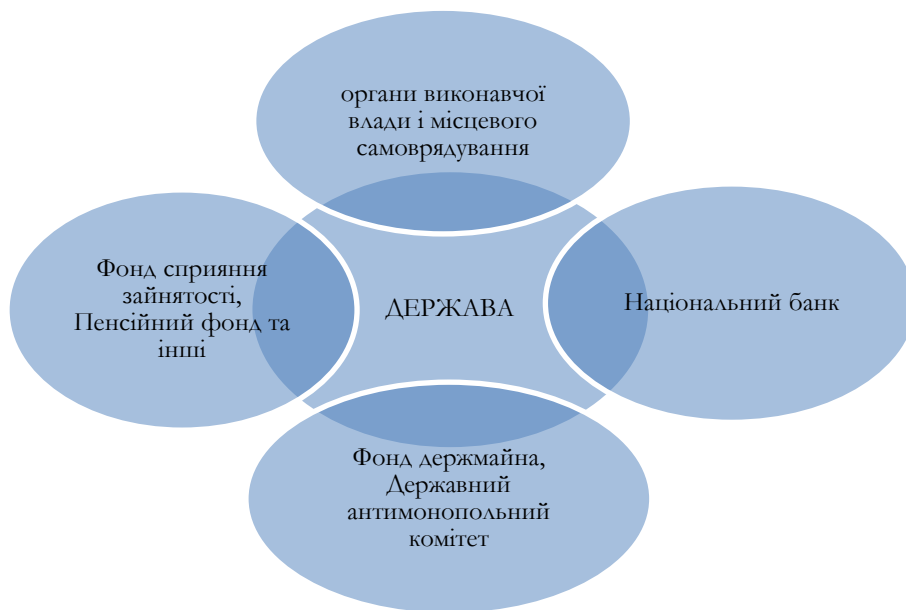 органи виконавчої
влади і місцевого
самоврядування
Фонд сприяння
зайнятості,
Пенсійний фонд та
інші
ДЕРЖАВА
Національний банк
Фонд держмайна,
Державний
антимонопольний
комітет